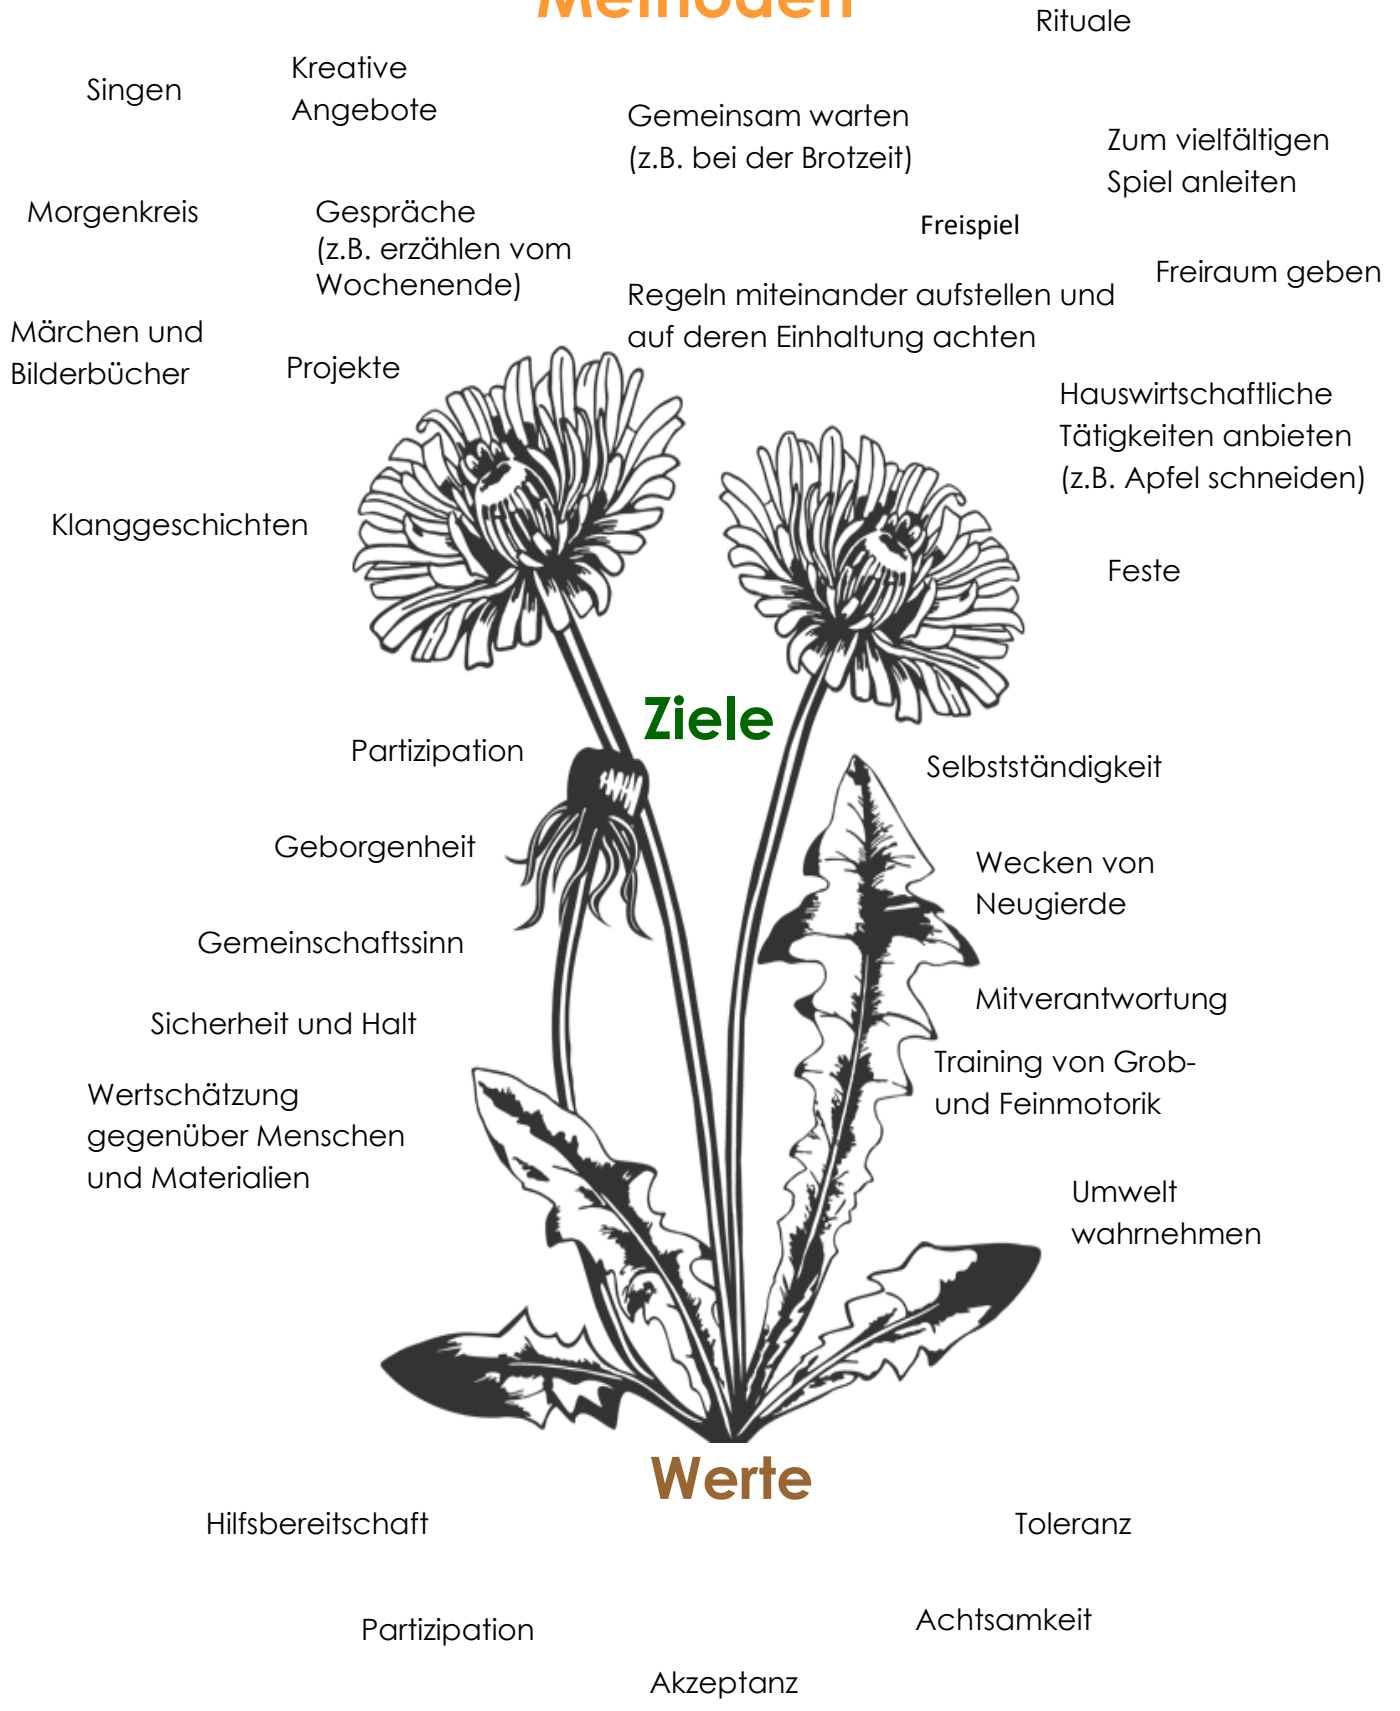 Methoden
Rituale
Singen
Kreative
Angebote
Gemeinsam warten
(z.B. bei der Brotzeit)
Zum vielfältigen
Spiel anleiten
Morgenkreis
Gespräche
(z.B. erzählen vom
Wochenende)
Freispiel
Freiraum geben
Regeln miteinander aufstellen und
auf deren Einhaltung achten
Märchen und
Bilderbücher
Projekte
Hauswirtschaftliche
Tätigkeiten anbieten
(z.B. Apfel schneiden)
Klanggeschichten
Feste
Ziele
Partizipation
Selbstständigkeit
Geborgenheit
Wecken von
Neugierde
Gemeinschaftssinn
Mitverantwortung
Sicherheit und Halt
Training von Grob-
und Feinmotorik
Wertschätzung
gegenüber Menschen
und Materialien
Umwelt
wahrnehmen
Werte
Hilfsbereitschaft
Toleranz
Partizipation
Achtsamkeit
Akzeptanz